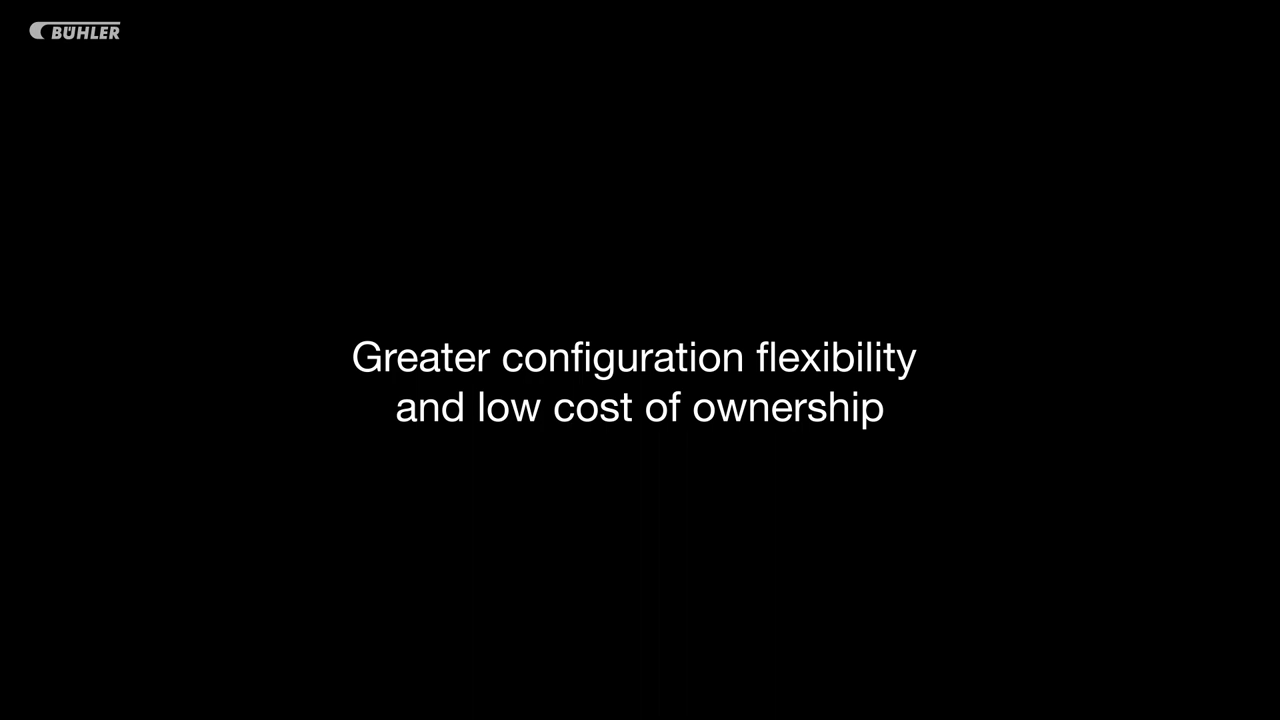 BÜHLER
Greater configuration flexibility
and low cost of ownership